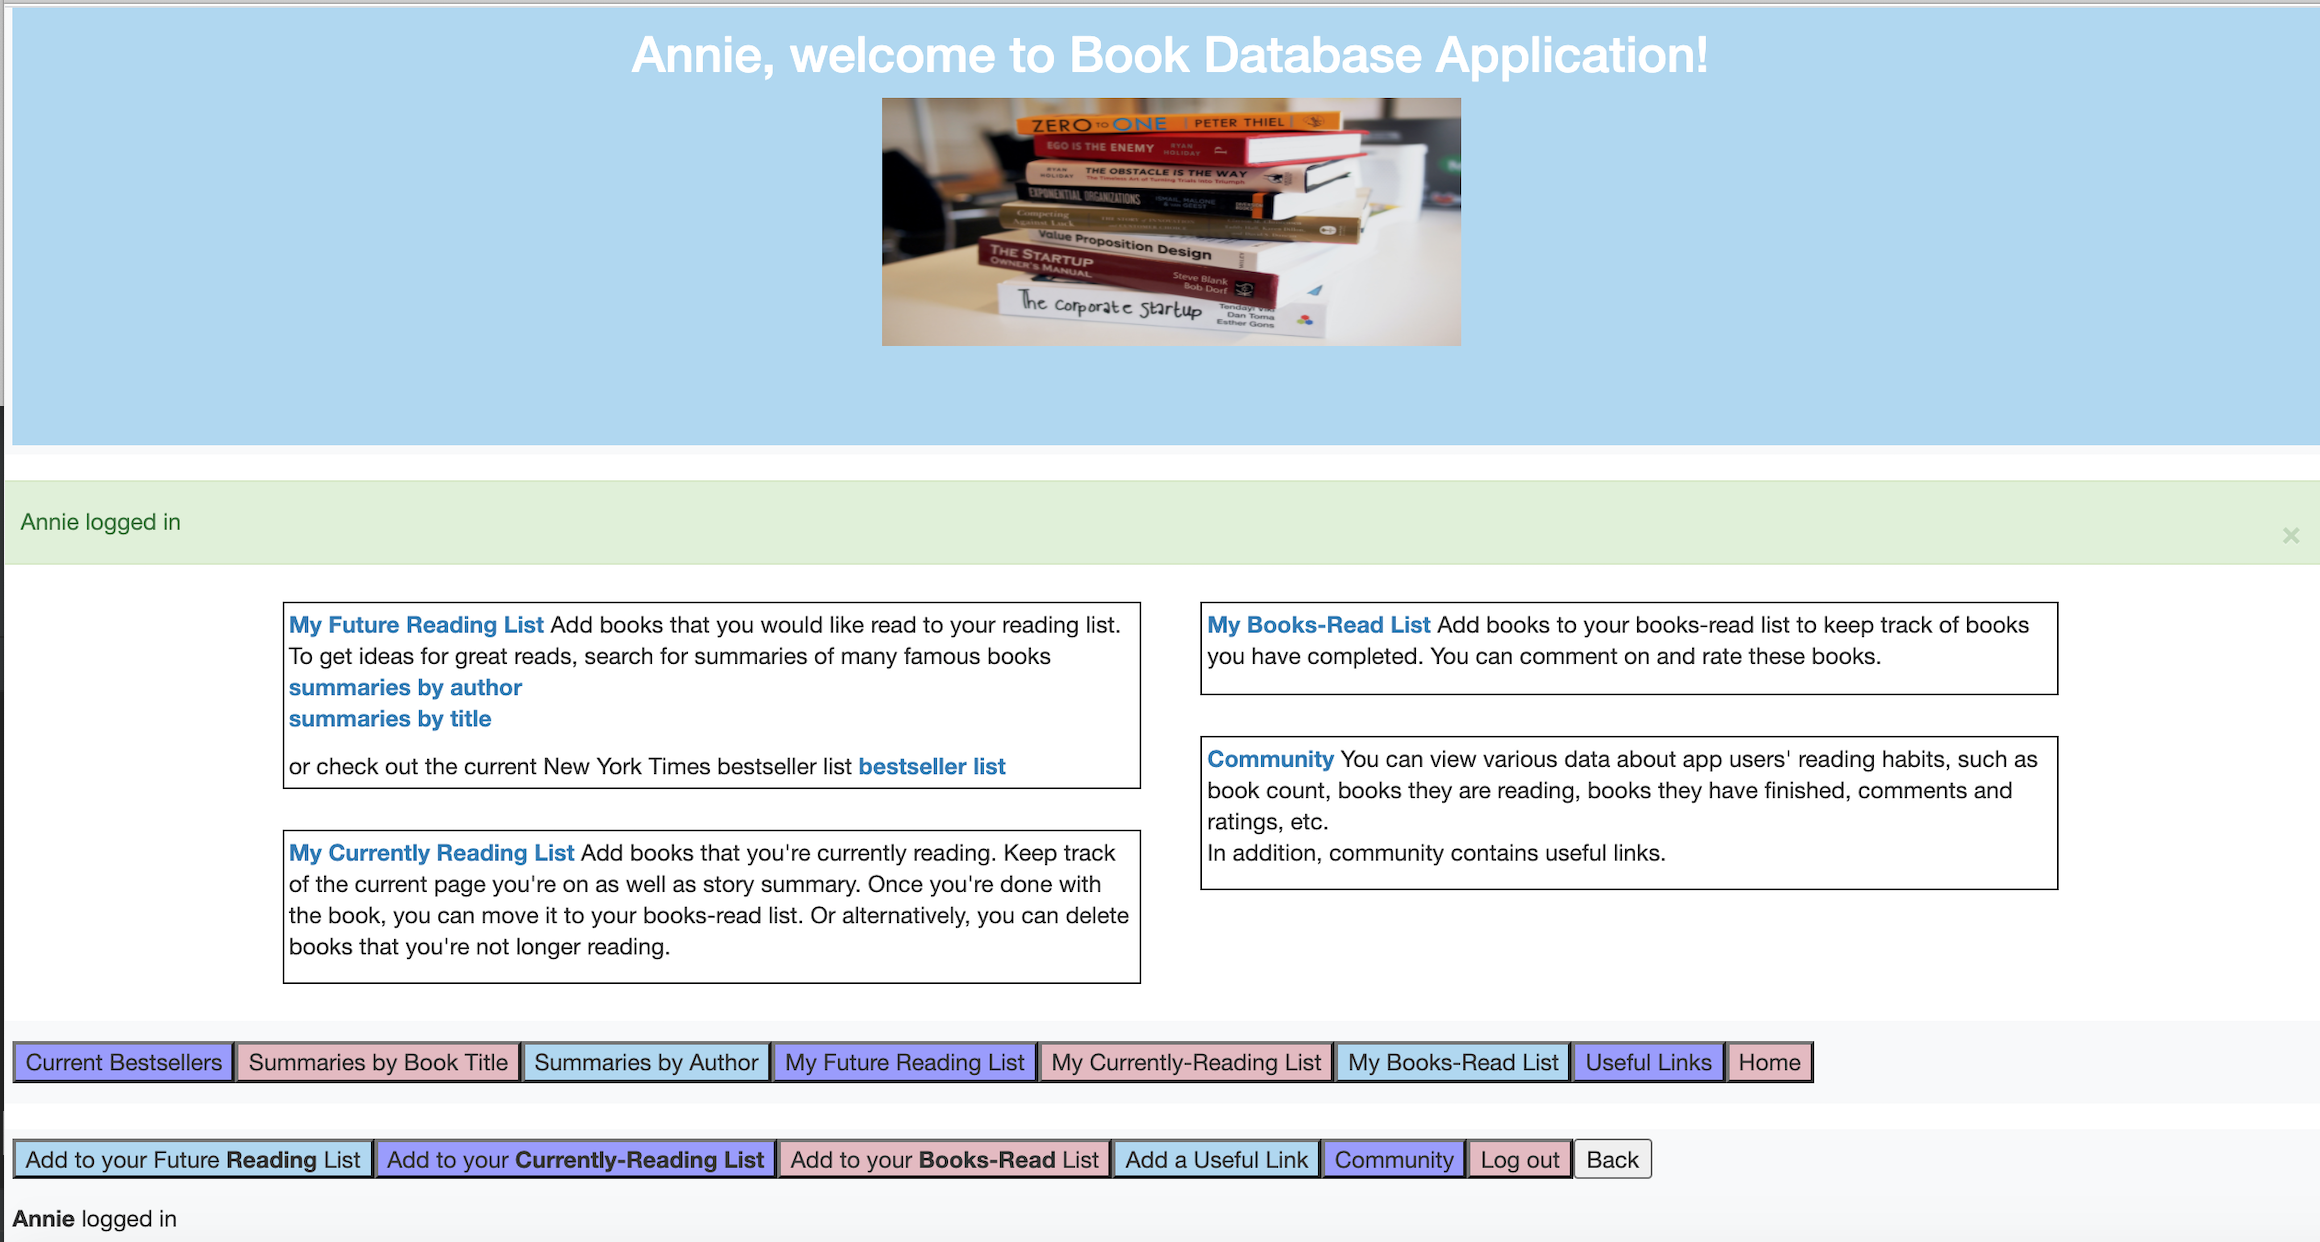 Annie, welcome to Book Database Application!
ZERO TO ONE PETER THIEL
EGO IS THE ENEMY RYAN HOLIDAY
RYAN HOLIDAY THE OBSTACLE IS THE WAY
The Timeless Art of Turning Trials into Triumph
EXPONENTIAL ORGANIZATIONS ISMAIL, MALONE & VAN GEEST
Competing Against Luck
Value Proposition Design
THE STARTUP OWNER'S MANUAL Steve Blank Bob Dorf
The corporate startup Tendayi Viki Dan Toma Esther Gons
Annie logged in
×
My Future Reading List Add books that you would like read to your reading list.
To get ideas for great reads, search for summaries of many famous books
summaries by author
summaries by title
or check out the current New York Times bestseller list bestseller list
My Currently Reading List Add books that you're currently reading. Keep track
of the current page you're on as well as story summary. Once you're done with
the book, you can move it to your books-read list. Or alternatively, you can delete
books that you're not longer reading.
My Books-Read List Add books to your books-read list to keep track of books
you have completed. You can comment on and rate these books.
Community You can view various data about app users' reading habits, such as
book count, books they are reading, books they have finished, comments and
ratings, etc.
In addition, community contains useful links.
Current Bestsellers Summaries by Book Title Summaries by Author My Future Reading List My Currently-Reading List My Books-Read List Useful Links Home
Add to your Future Reading List Add to your Currently-Reading List Add to your Books-Read List Add a Useful Link Community Log out Back
Annie logged in